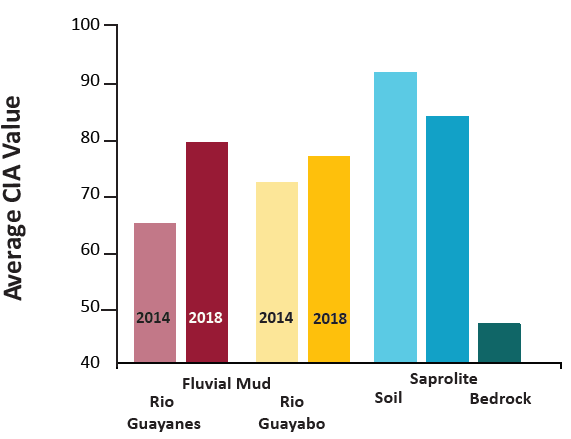 100
90
80
70
60
50
40
Average CIA Value
2014
2018
2014
2018
Fluvial Mud
Saprolite
Rio
Guayanes
Rio
Guayabo
Soil
Bedrock